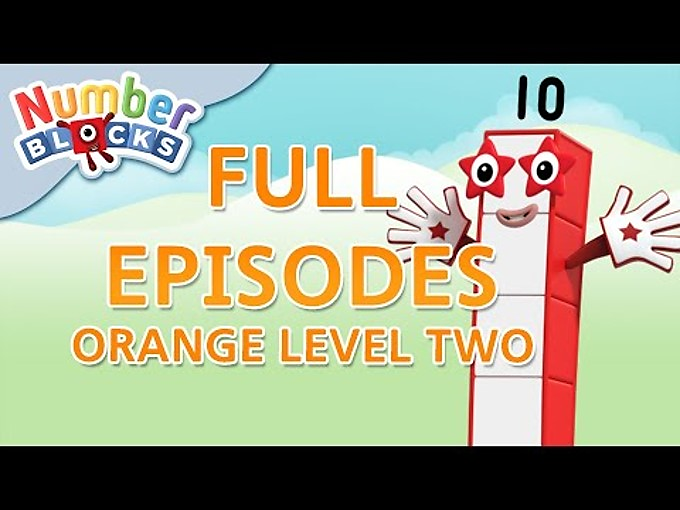 Number
BLOCKS
10
FULL
EPISODES
ORANGE LEVEL TWO